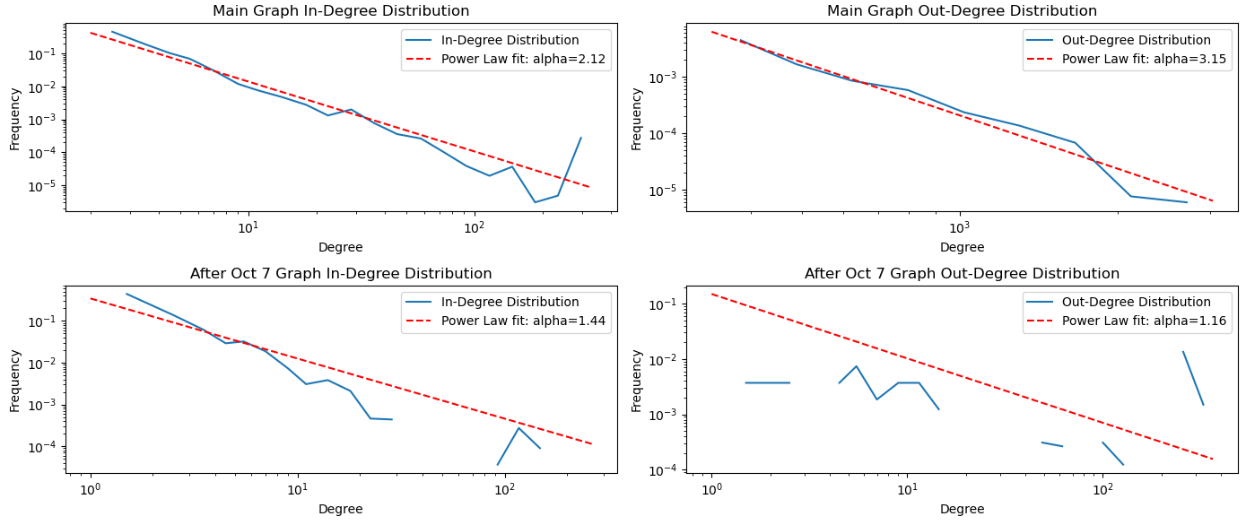 Main Graph In-Degree Distribution
In-Degree Distribution
Power Law fit: alpha=2.12
Frequency
10⁻¹
10⁻²
10⁻³
10⁻⁴
10⁻⁵
10¹
10²
Degree
Main Graph Out-Degree Distribution
Out-Degree Distribution
Power Law fit: alpha=3.15
Frequency
10⁻³
10⁻⁴
10⁻⁵
10³
Degree
After Oct 7 Graph In-Degree Distribution
In-Degree Distribution
Power Law fit: alpha=1.44
Frequency
10⁻¹
10⁻²
10⁻³
10⁻⁴
10⁰
10¹
10²
Degree
After Oct 7 Graph Out-Degree Distribution
Out-Degree Distribution
Power Law fit: alpha=1.16
Frequency
10⁻¹
10⁻²
10⁻³
10⁻⁴
10⁰
10¹
10²
Degree